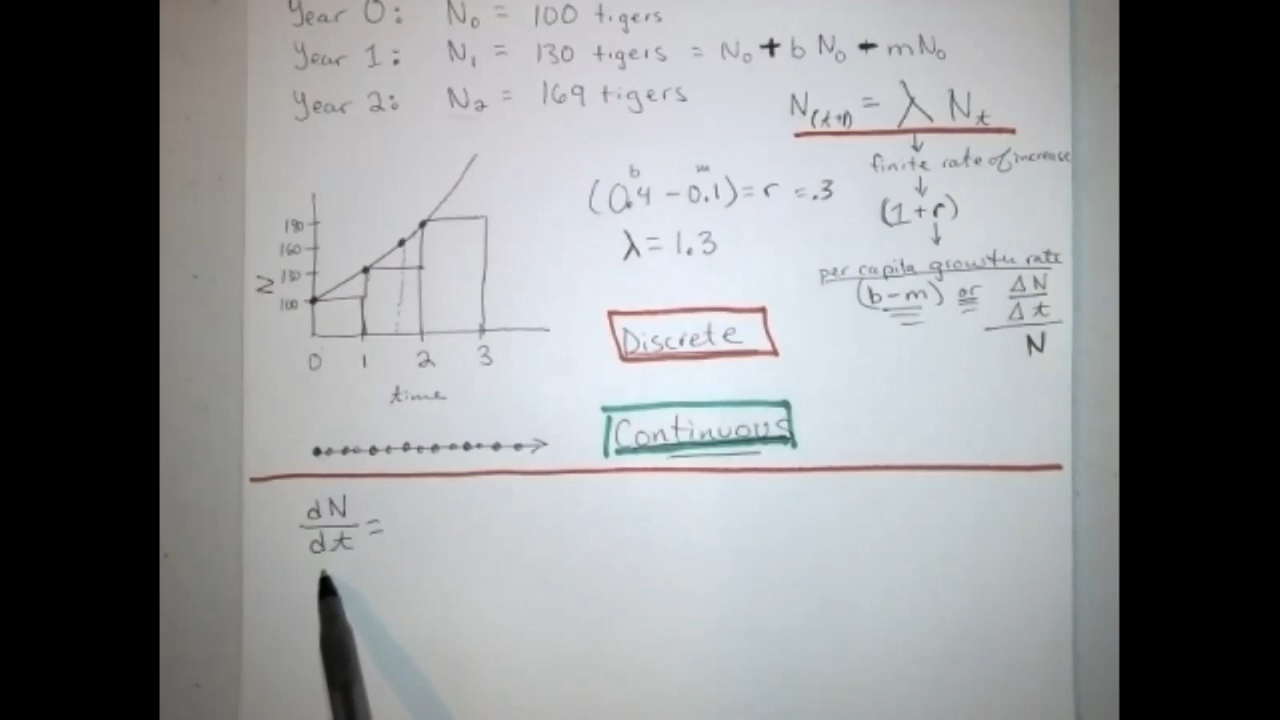 Year 0: N₀ = 100 tigers
Year 1: N₁ = 130 tigers = N₀ + b N₀ - mN₀
Year 2: N₂ = 169 tigers
N(t+1) = λ Nt
finite rate of increase
(1+r)
per capita growth rate
(b-m) or ΔN
Δt
N
b m
(0.4 - 0.1) = r = .3
λ = 1.3
N
190
160
130
100
0 1 2 3
time
Discrete
Continuous
dN
dt =